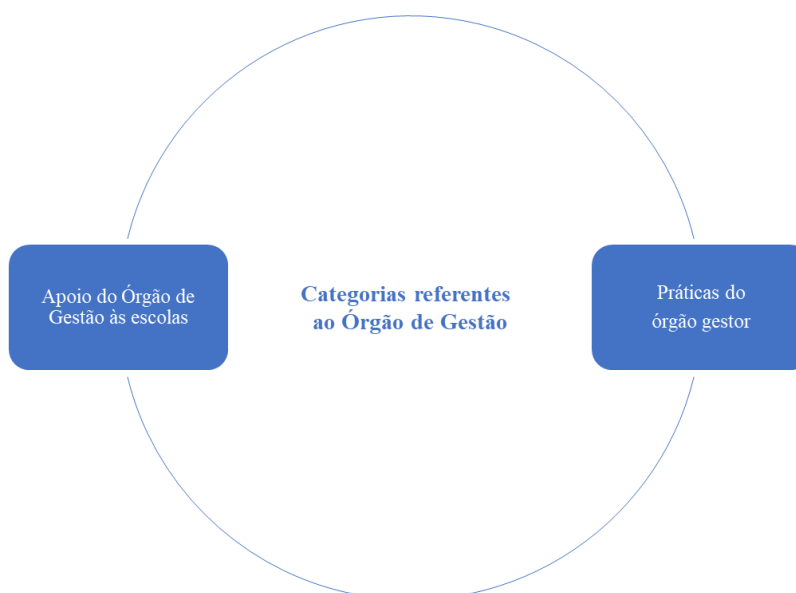 Apoio do Órgão de
Gestão às escolas
Categorias referentes
ao Órgão de Gestão
Práticas do
órgão gestor